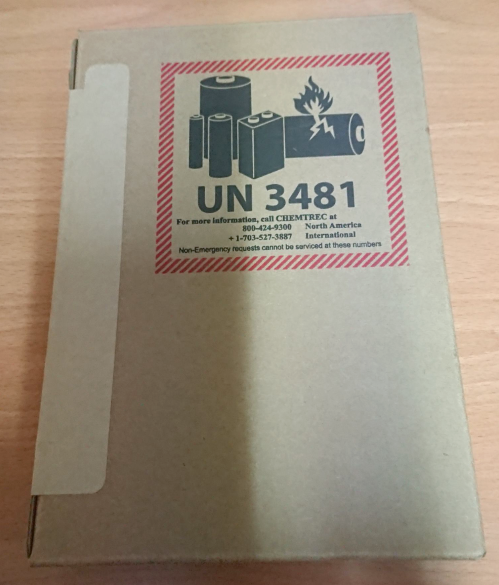 UN 3481
For more information, call CHEMTREC at
800-424-9300 North America
+1-703-527-3887 International
Non-Emergency requests cannot be serviced at these numbers